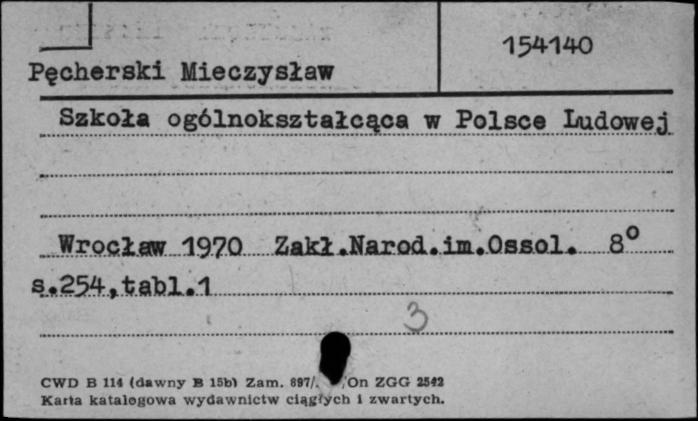 154140
Pęcherski Mieczysław
Szkoła ogólnokształcąca w Polsce Ludowej
Wrocław 1970 Zakł.Narod.im.Ossol. 8°
s.254,tabl.1
3
CWD B 114 (dawny B 15b) Zam. 897/. /On ZGG 2542
Karta katalogowa wydawnictw ciągłych i zwartych.